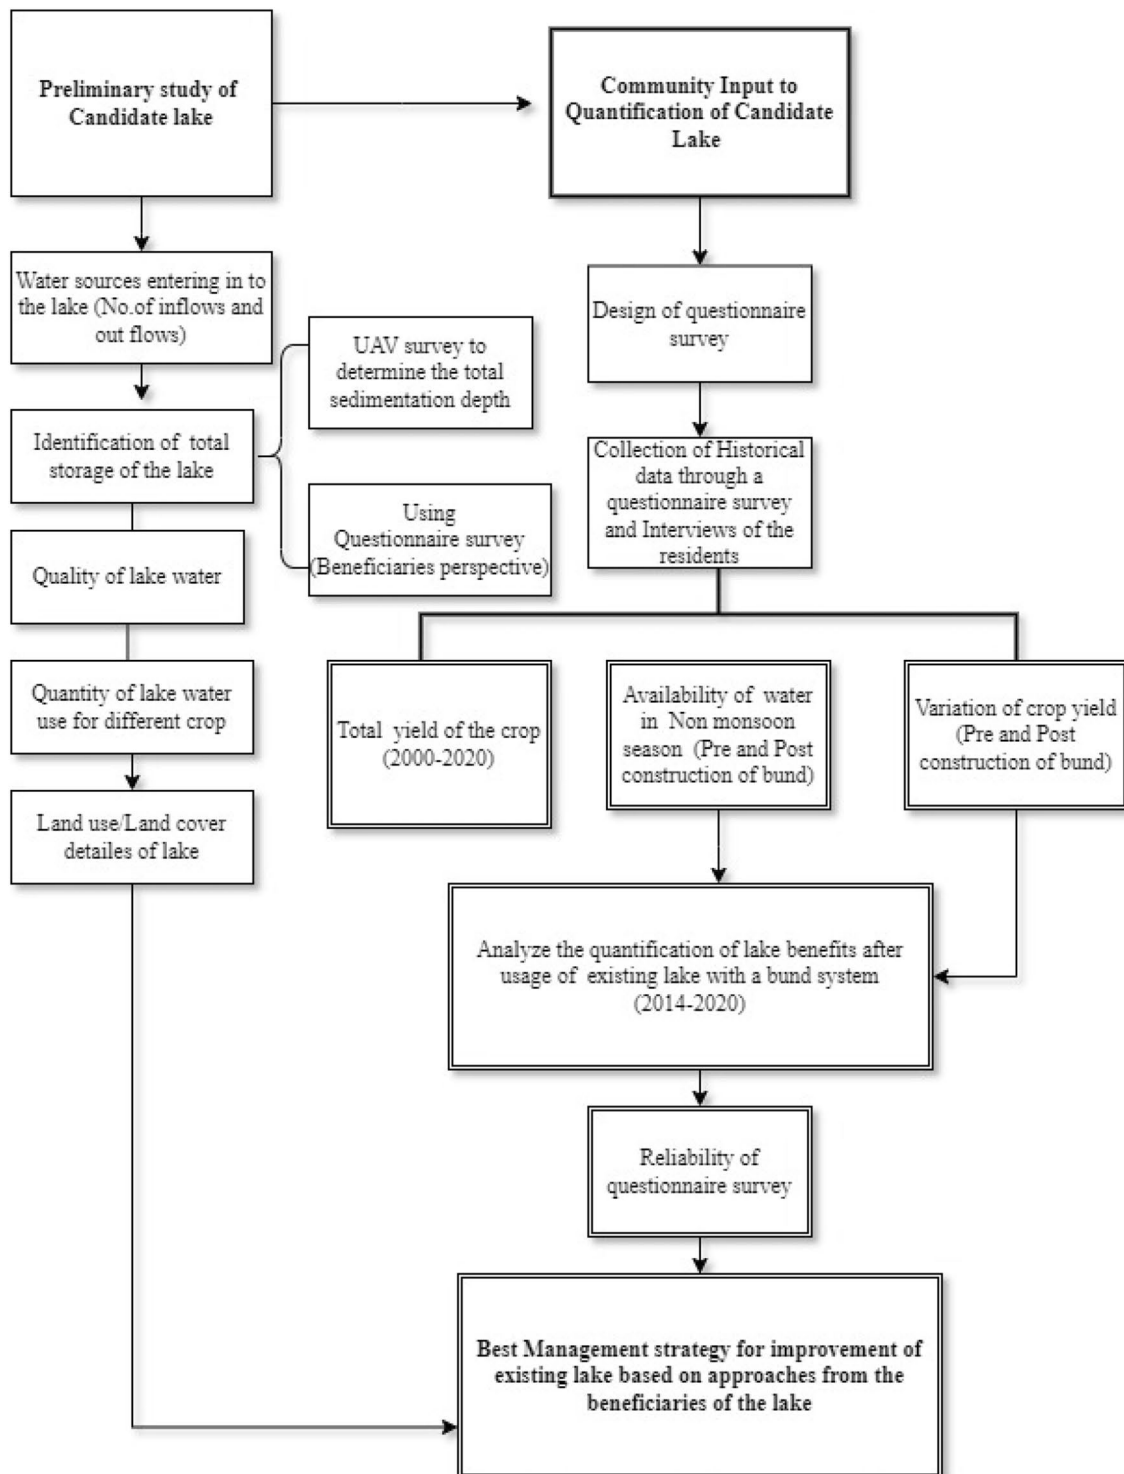 Preliminary study of
Candidate lake
Community Input to
Quantification of Candidate
Lake
Water sources entering in to
the lake (No.of inflows and
out flows)
UAV survey to
determine the total
sedimentation depth
Identification of total
storage of the lake
Using
Questionnaire survey
(Beneficiaries perspective)
Quality of lake water
Quantity of lake water
use for different crop
Land use/Land cover
detailes of lake
Design of questionnaire
survey
Collection of Historical
data through a
questionnaire survey
and Interviews of the
residents
Total yield of the crop
(2000-2020)
Availability of water
in Non monsoon
season (Pre and Post
construction of bund)
Variation of crop yield
(Pre and Post
construction of bund)
Analyze the quantification of lake benefits after
usage of existing lake with a bund system
(2014-2020)
Reliability of
questionnaire survey
Best Management strategy for improvement of
existing lake based on approaches from the
beneficiaries of the lake